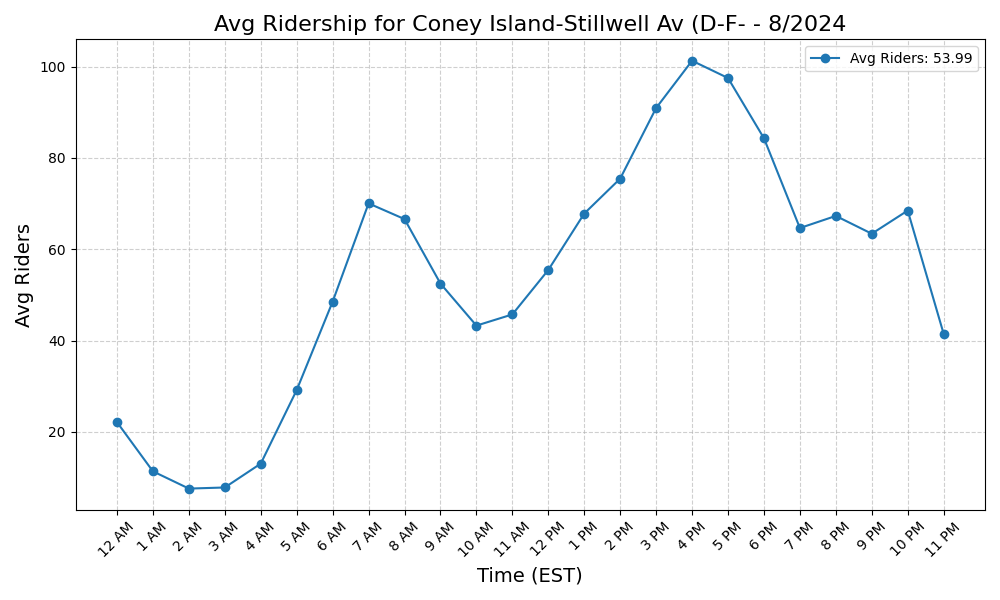 Avg Ridership for Coney Island-Stillwell Av (D-F- - 8/2024
Avg Riders: 53.99
100
80
60
40
20
Avg Riders
12 AM
1 AM
2 AM
3 AM
4 AM
5 AM
6 AM
7 AM
8 AM
9 AM
10 AM
11 AM
12 PM
1 PM
2 PM
3 PM
4 PM
5 PM
6 PM
7 PM
8 PM
9 PM
10 PM
11 PM
Time (EST)